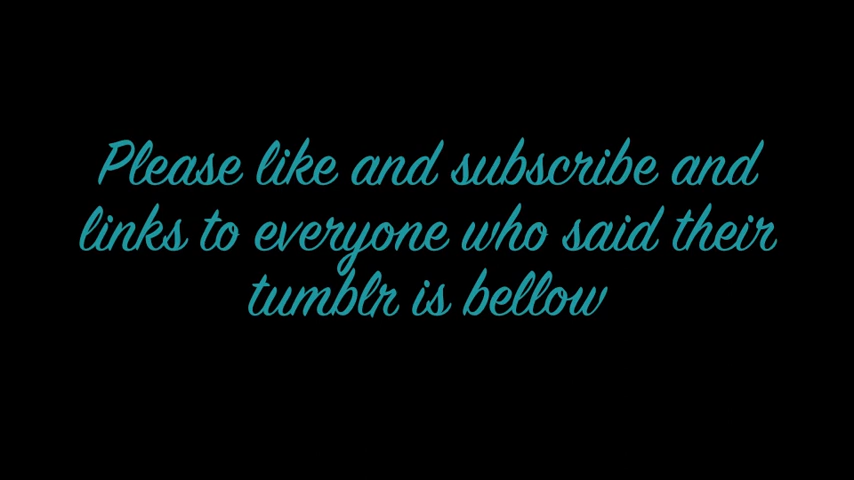 Please like and subscribe and
links to everyone who said their
tumblr is bellow